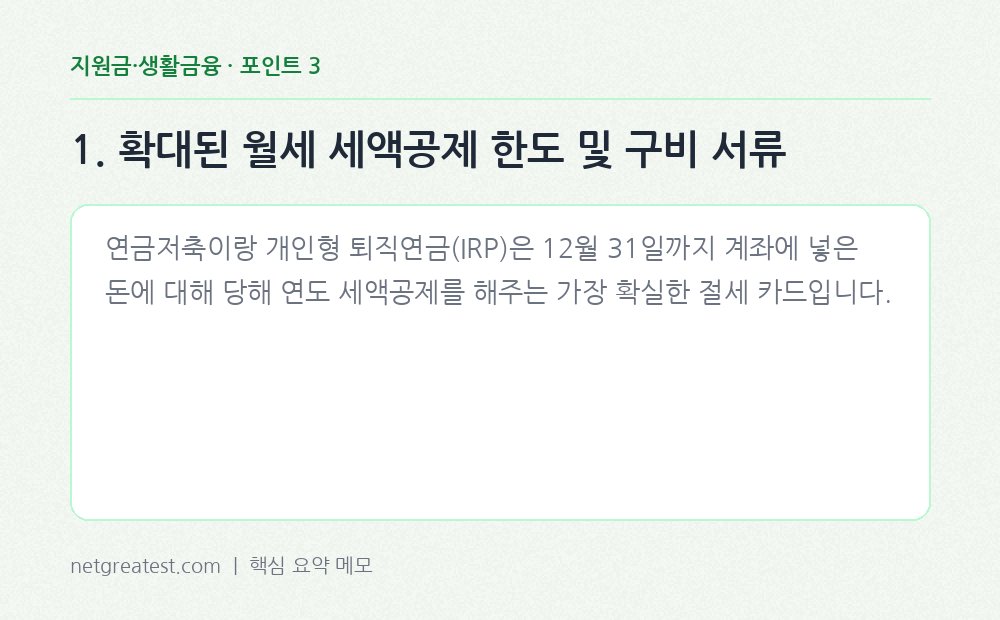 지원금·생활금융 · 포인트 3
1. 확대된 월세 세액공제 한도 및 구비 서류
연금저축이랑 개인형 퇴직연금(IRP)은 12월 31일까지 계좌에 넣은
돈에 대해 당해 연도 세액공제를 해주는 가장 확실한 절세 카드입니다.
netgreatest.com | 핵심 요약 메모